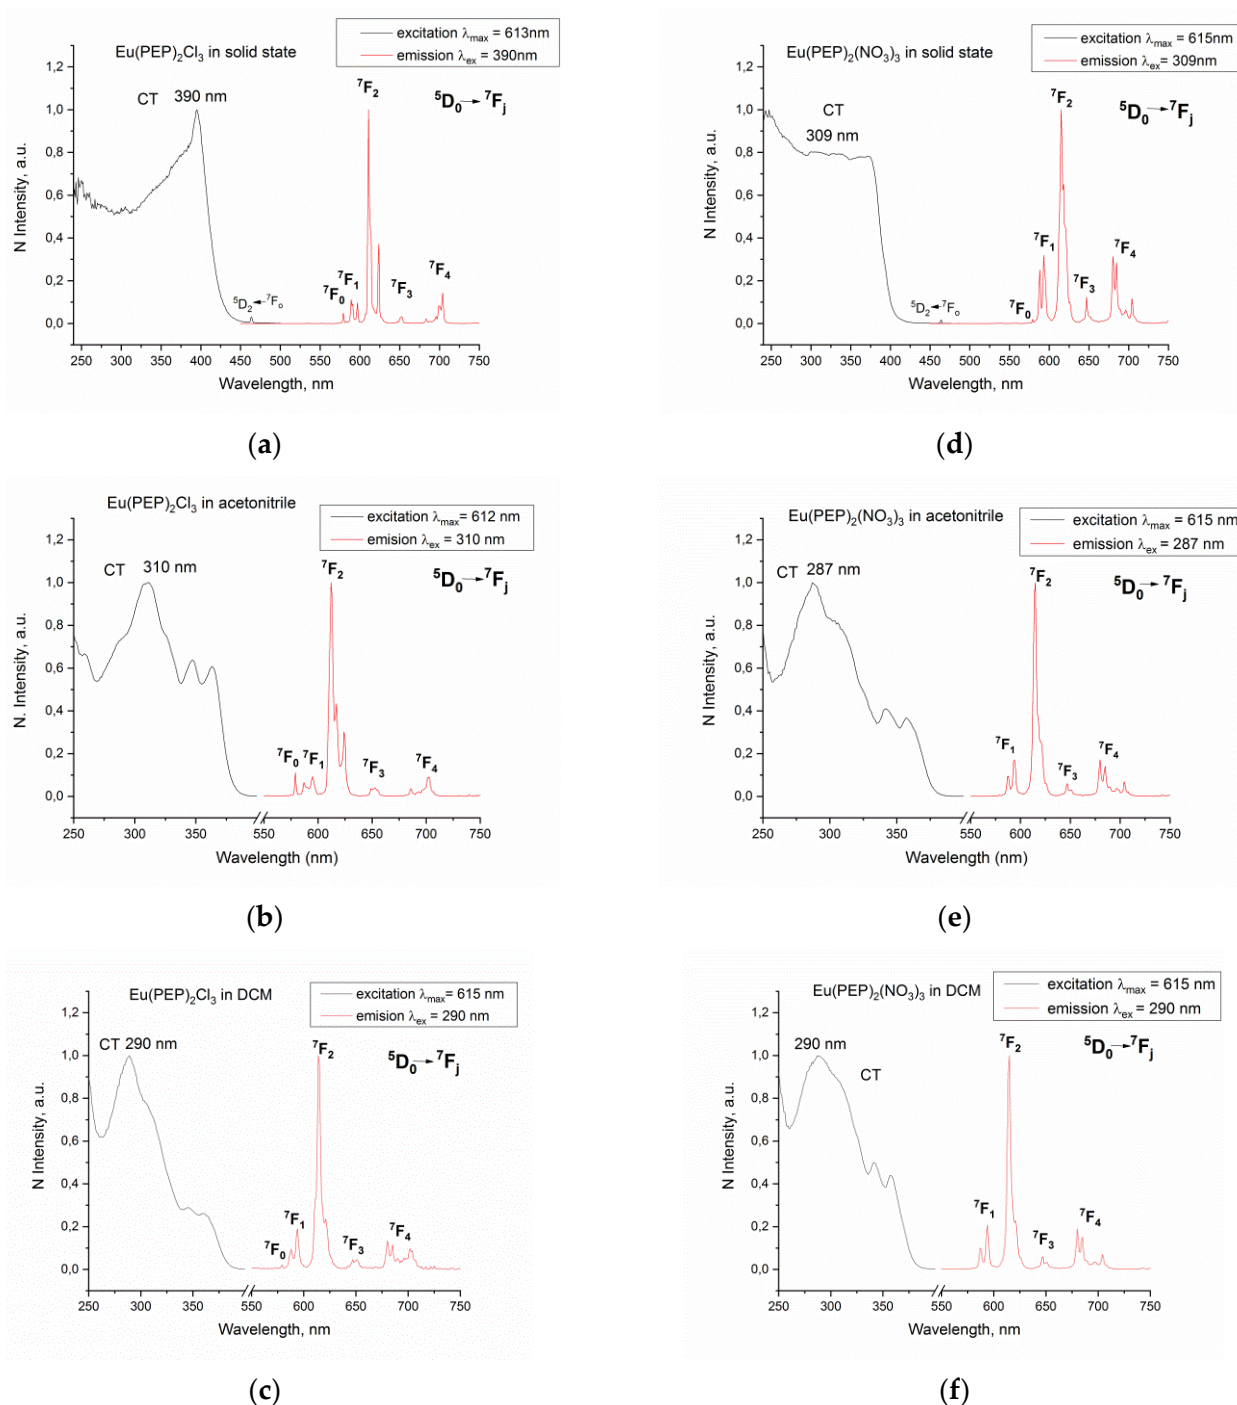 Eu(PEP)₂Cl₃ in solid state
excitation λmax = 613nm
emission λex = 390nm
1,2
1,0
0,8
0,6
0,4
0,2
0,0
N Intensity, a.u.
CT
390 nm
⁷F₂
⁵D₀→⁷Fⱼ
⁵D₂←⁷Fₒ
⁷F₀
⁷F₁
⁷F₃
⁷F₄
250 300 350 400 450 500 550 600 650 700 750
Wavelength, nm
(a)
Eu(PEP)₂(NO₃)₃ in solid state
excitation λmax = 615nm
emission λex = 309nm
1,2
1,0
0,8
0,6
0,4
0,2
0,0
N Intensity, a.u.
CT
309 nm
⁷F₂
⁵D₀→⁷Fⱼ
⁵D₂←⁷Fₒ
⁷F₀
⁷F₁
⁷F₃
⁷F₄
250 300 350 400 450 500 550 600 650 700 750
Wavelength, nm
(d)
Eu(PEP)₂Cl₃ in acetonitrile
excitation λmax= 612 nm
emision λex = 310 nm
1,2
1,0
0,8
0,6
0,4
0,2
0,0
N. Intensity, a.u.
CT 310 nm
⁷F₂
⁵D₀→⁷Fⱼ
⁷F₀
⁷F₁
⁷F₃
⁷F₄
250 300 350 550 600 650 700 750
Wavelength (nm)
(b)
Eu(PEP)₂(NO₃)₃ in acetonitrile
excitation λmax = 615 nm
emission λex = 287 nm
1,2
1,0
0,8
0,6
0,4
0,2
0,0
N Intensity, a.u.
CT 287 nm
⁷F₂
⁵D₀→⁷Fⱼ
⁷F₁
⁷F₃
⁷F₄
250 300 350 550 600 650 700 750
Wavelength (nm)
(e)
Eu(PEP)₂Cl₃ in DCM
excitation λmax = 615 nm
emision λex = 290 nm
1,2
1,0
0,8
0,6
0,4
0,2
0,0
N Intensity, a.u.
CT 290 nm
⁷F₂
⁵D₀→⁷Fⱼ
⁷F₀
⁷F₁
⁷F₃
⁷F₄
250 300 350 550 600 650 700 750
Wavelength, nm
(c)
Eu(PEP)₂(NO₃)₃ in DCM
excitation λmax = 615 nm
emission λex = 290 nm
1,2
1,0
0,8
0,6
0,4
0,2
0,0
N Intensity, a.u.
290 nm
CT
⁷F₂
⁵D₀→⁷Fⱼ
⁷F₁
⁷F₃
⁷F₄
250 300 350 550 600 650 700 750
Wavelength, nm
(f)